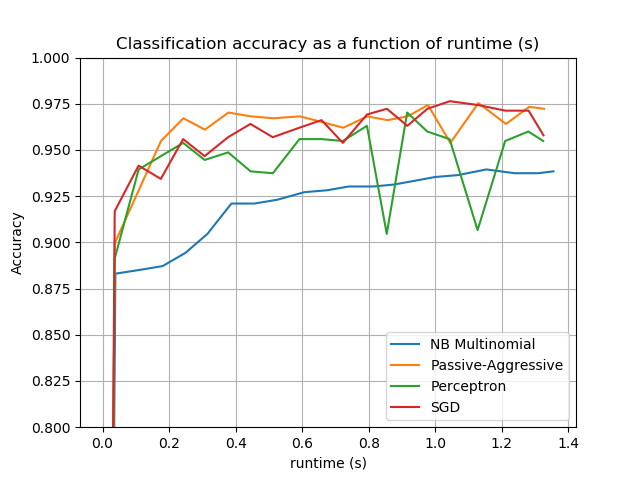 Classification accuracy as a function of runtime (s)
1.000
0.975
0.950
0.925
0.900
0.875
0.850
0.825
0.800
Accuracy
NB Multinomial
Passive-Aggressive
Perceptron
SGD
0.0 0.2 0.4 0.6 0.8 1.0 1.2 1.4
runtime (s)